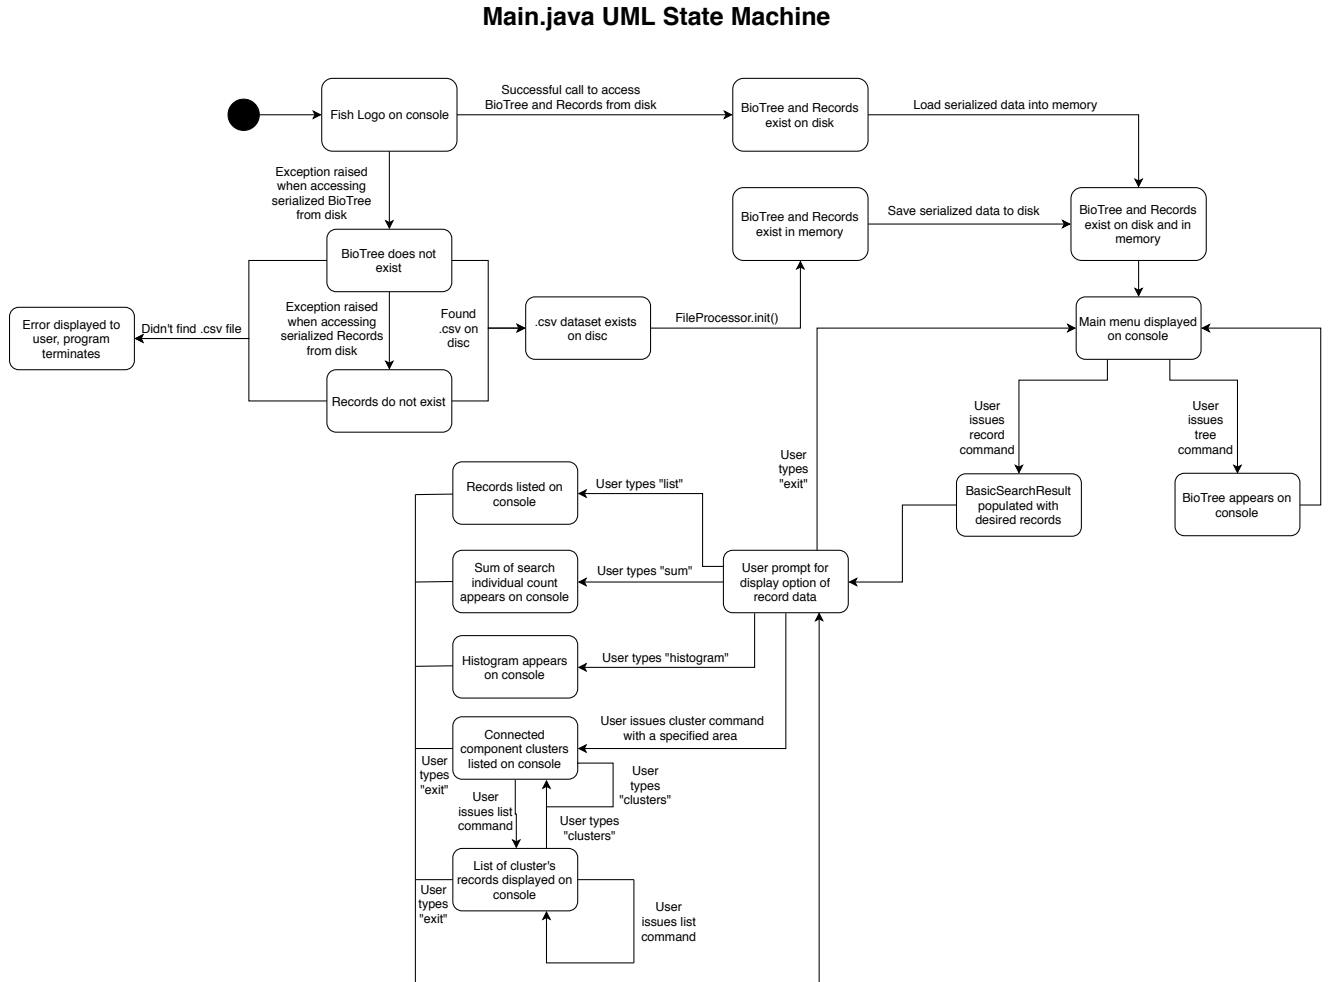 Main.java UML State Machine
Fish Logo on console
Successful call to access
BioTree and Records from disk
BioTree and Records
exist on disk
Load serialized data into memory
Exception raised
when accessing
serialized BioTree
from disk
BioTree and Records
exist in memory
Save serialized data to disk
BioTree and Records
exist on disk and in
memory
BioTree does not
exist
Error displayed to
user, program
terminates
Didn't find .csv file
Exception raised
when accessing
serialized Records
from disk
Found
.csv on
disc
.csv dataset exists
on disc
FileProcessor.init()
Main menu displayed
on console
Records do not exist
User
issues
record
command
User
issues
tree
command
User
types
"exit"
Records listed on
console
User types "list"
BasicSearchResult
populated with
desired records
BioTree appears on
console
Sum of search
individual count
appears on console
User types "sum"
User prompt for
display option of
record data
Histogram appears
on console
User types "histogram"
Connected
component clusters
listed on console
User issues cluster command
with a specified area
User
types
"exit"
User
types
"clusters"
User
issues list
command
User types
"clusters"
List of cluster's
records displayed on
console
User
types
"exit"
User
issues list
command